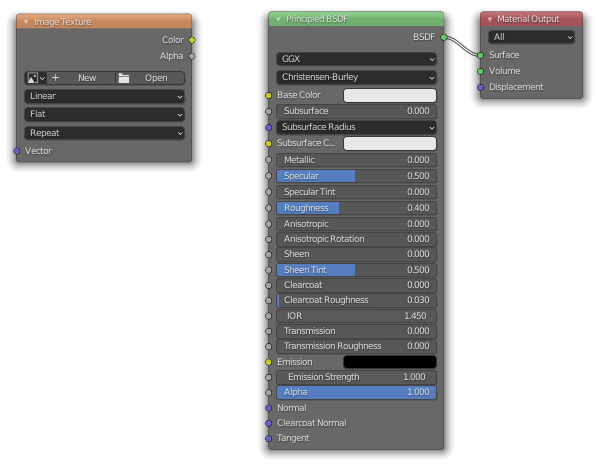 Image Texture
Color
Alpha
New
Open
Linear
Flat
Repeat
Vector
Principled BSDF
BSDF
GGX
Christensen-Burley
Base Color
Subsurface 0.000
Subsurface Radius
Subsurface C...
Metallic 0.000
Specular 0.500
Specular Tint 0.000
Roughness 0.400
Anisotropic 0.000
Anisotropic Rotation 0.000
Sheen 0.000
Sheen Tint 0.500
Clearcoat 0.000
Clearcoat Roughness 0.030
IOR 1.450
Transmission 0.000
Transmission Roughness 0.000
Emission
Emission Strength 1.000
Alpha 1.000
Normal
Clearcoat Normal
Tangent
Material Output
All
Surface
Volume
Displacement